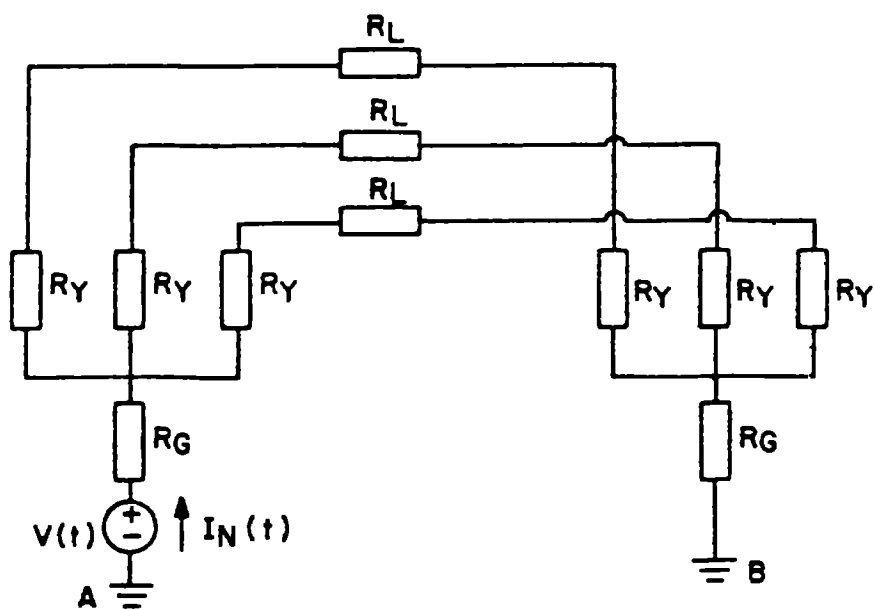 R_L
R_L
R_L
R_Y R_Y R_Y R_Y R_Y R_Y
R_G R_G
V(t) + − I_N(t)
A B